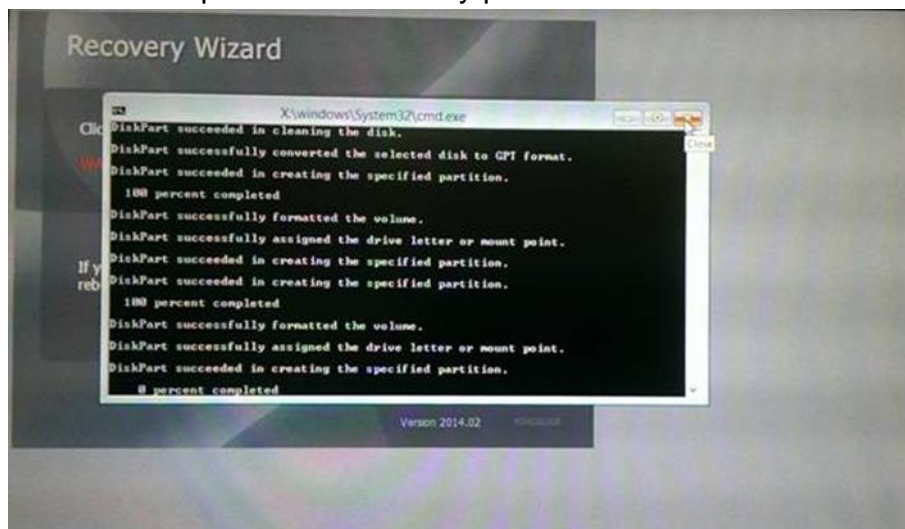 Recovery Wizard
X:\windows\System32\cmd.exe
Close
Clic
DiskPart succeeded in cleaning the disk.
DiskPart successfully converted the selected disk to GPT format.
DiskPart succeeded in creating the specified partition.
100 percent completed
DiskPart successfully formatted the volume.
DiskPart successfully assigned the drive letter or mount point.
DiskPart succeeded in creating the specified partition.
If y
reb
DiskPart succeeded in creating the specified partition.
100 percent completed
DiskPart successfully formatted the volume.
DiskPart successfully assigned the drive letter or mount point.
DiskPart succeeded in creating the specified partition.
0 percent completed
Version 2014.02